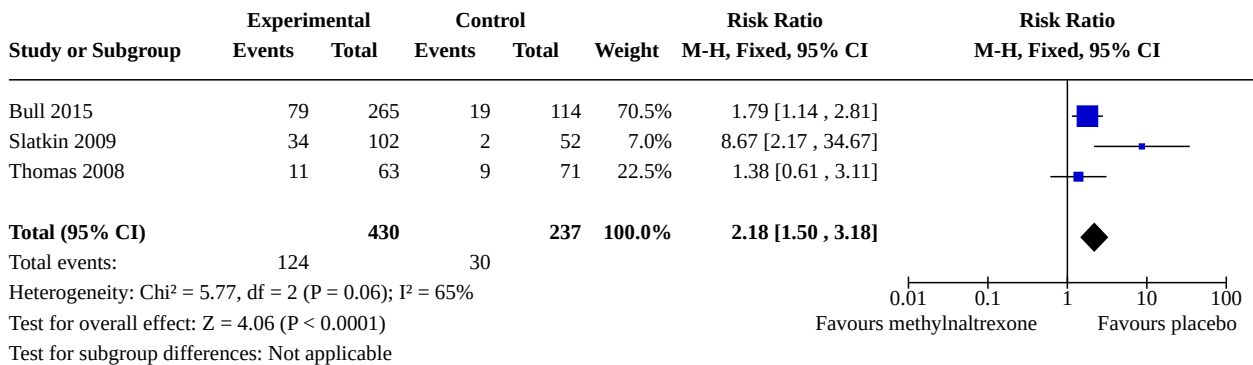 Experimental Control Risk Ratio Risk Ratio
Study or Subgroup Events Total Events Total Weight M-H, Fixed, 95% CI M-H, Fixed, 95% CI
Bull 2015 79 265 19 114 70.5% 1.79 [1.14 , 2.81]
Slatkin 2009 34 102 2 52 7.0% 8.67 [2.17 , 34.67]
Thomas 2008 11 63 9 71 22.5% 1.38 [0.61 , 3.11]
Total (95% CI) 430 237 100.0% 2.18 [1.50 , 3.18]
Total events: 124 30
Heterogeneity: Chi² = 5.77, df = 2 (P = 0.06); I² = 65%
0.01 0.1 1 10 100
Test for overall effect: Z = 4.06 (P < 0.0001)
Favours methylnaltrexone Favours placebo
Test for subgroup differences: Not applicable